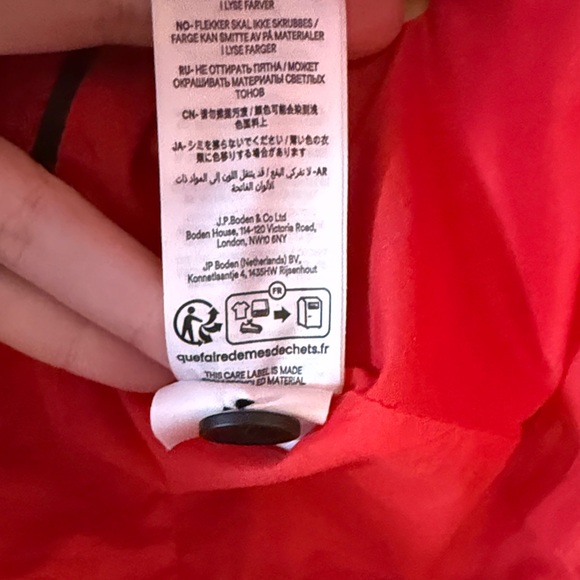 I LYSE FARVER
NO- FLEKKER SKAL IKKE SKRUBBES /
FARGE KAN SMITTE AV PÅ MATERIALER
I LYSE FARGER
RU- НЕ ОТТИРАТЬ ПЯТНА / МОЖЕТ
ОКРАШИВАТЬ МАТЕРИАЛЫ СВЕТЛЫХ
ТОНОВ
CN- 请勿擦搓污渍 / 颜色可能会染到浅
色面料上
JA- シミを擦らないでください / 薄い色の衣
類に色移りする場合があります
AR- لا تفركي البقع / قد ينتقل اللون إلى المواد ذات
الألوان الفاتحة
J.P.Boden & Co Ltd
Boden House, 114-120 Victoria Road,
London, NW10 6NY
JP Boden (Netherlands) BV,
Konnetlaantje 4, 1435HW Rijsenhout
FR
quefairedemesdechets.fr
THIS CARE LABEL IS MADE
MATERIAL